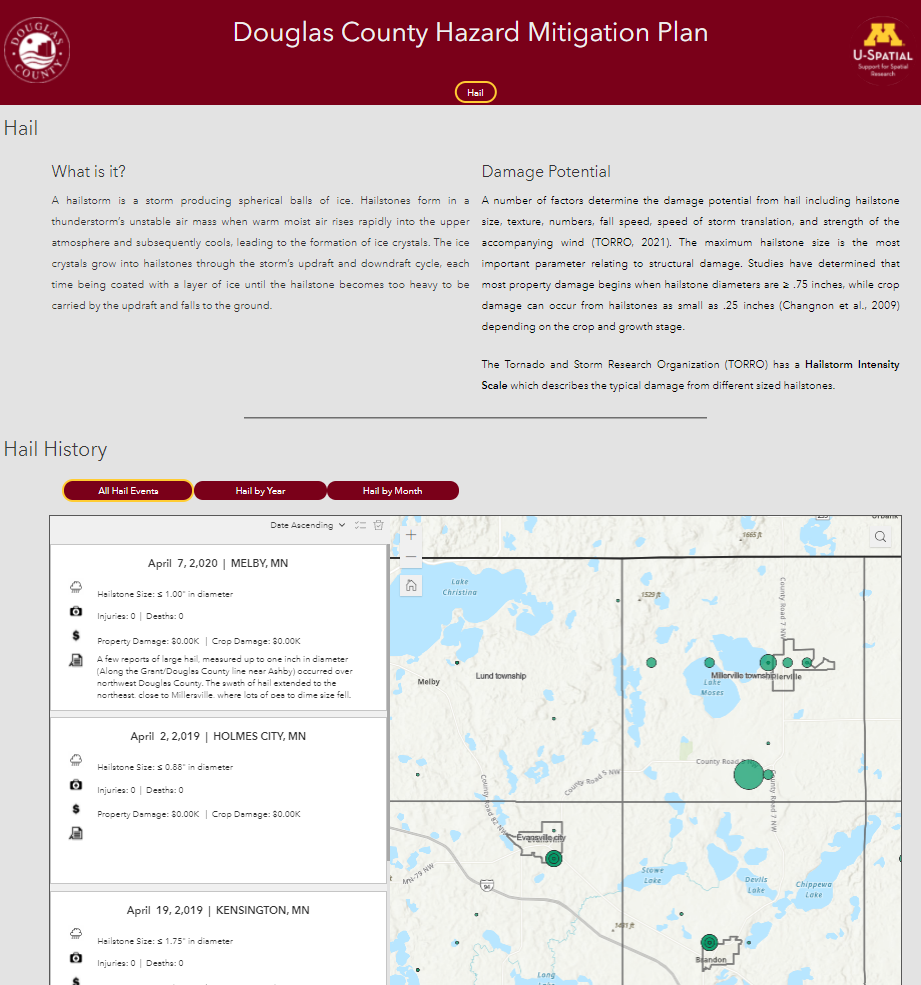 DOUGLAS COUNTY
Douglas County Hazard Mitigation Plan
M
U-SPATIAL
Support for Spatial
Research
Hail
Hail
What is it?
A hailstorm is a storm producing spherical balls of ice. Hailstones form in a
thunderstorm's unstable air mass when warm moist air rises rapidly into the upper
atmosphere and subsequently cools, leading to the formation of ice crystals. The ice
crystals grow into hailstones through the storm's updraft and downdraft cycle, each
time being coated with a layer of ice until the hailstone becomes too heavy to be
carried by the updraft and falls to the ground.
Damage Potential
A number of factors determine the damage potential from hail including hailstone
size, texture, numbers, fall speed, speed of storm translation, and strength of the
accompanying wind (TORRO, 2021). The maximum hailstone size is the most
important parameter relating to structural damage. Studies have determined that
most property damage begins when hailstone diameters are ≥ .75 inches, while crop
damage can occur from hailstones as small as .25 inches (Changnon et al., 2009)
depending on the crop and growth stage.
The Tornado and Storm Research Organization (TORRO) has a Hailstorm Intensity
Scale which describes the typical damage from different sized hailstones.
Hail History
All Hail Events
Hail by Year
Hail by Month
Date Ascending
April 7, 2,020 | MELBY, MN
Hailstone Size: ≤ 1.00" in diameter
Injuries: 0 | Deaths: 0
$
Property Damage: $0.00K | Crop Damage: $0.00K
A few reports of large hail, measured up to one inch in diameter
(Along the Grant/Douglas County line near Ashby) occurred over
northwest Douglas County. The swath of hail extended to the
northeast, close to Millersville, where lots of pea to dime size fell.
April 2, 2,019 | HOLMES CITY, MN
Hailstone Size: ≤ 0.88" in diameter
Injuries: 0 | Deaths: 0
$
Property Damage: $0.00K | Crop Damage: $0.00K
April 19, 2,019 | KENSINGTON, MN
Hailstone Size: ≤ 1.75" in diameter
Injuries: 0 | Deaths: 0
$
+
−
Urbank
1665 ft
Lake
Christina
1529 ft
County Road 7 NW
Melby
Lund township
Millerville township
Lake
Moses
County Road 5 NW
County Road 7 NW
County Road 82 NW
Evansville city
MN-79 NW
94
Stowe
Lake
Devils
Lake
Chippewa
Lake
Brandon
Long
Lake